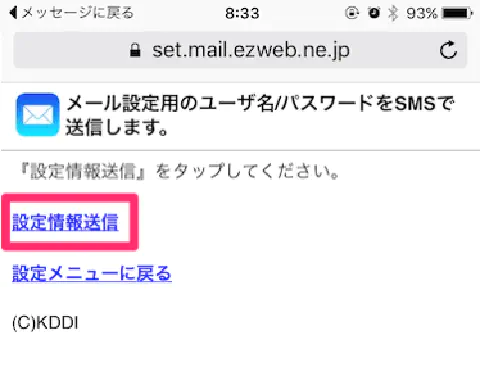 メッセージに戻る 8:33 93%
set.mail.ezweb.ne.jp
メール設定用のユーザ名/パスワードをSMSで
送信します。
『設定情報送信』をタップしてください。
設定情報送信
設定メニューに戻る
(C)KDDI